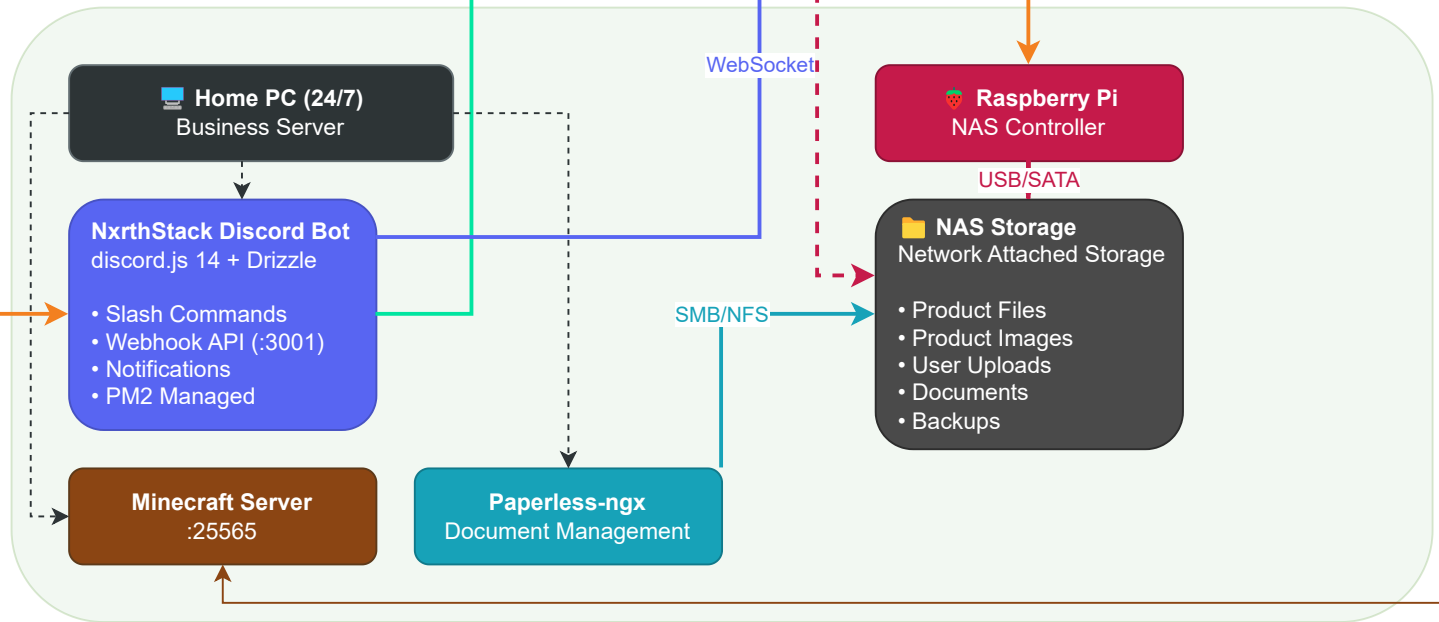 WebSocket
Home PC (24/7)
Business Server
Raspberry Pi
NAS Controller
USB/SATA
NxrthStack Discord Bot
discord.js 14 + Drizzle
• Slash Commands
• Webhook API (:3001)
• Notifications
• PM2 Managed
SMB/NFS
NAS Storage
Network Attached Storage
• Product Files
• Product Images
• User Uploads
• Documents
• Backups
Minecraft Server
:25565
Paperless-ngx
Document Management